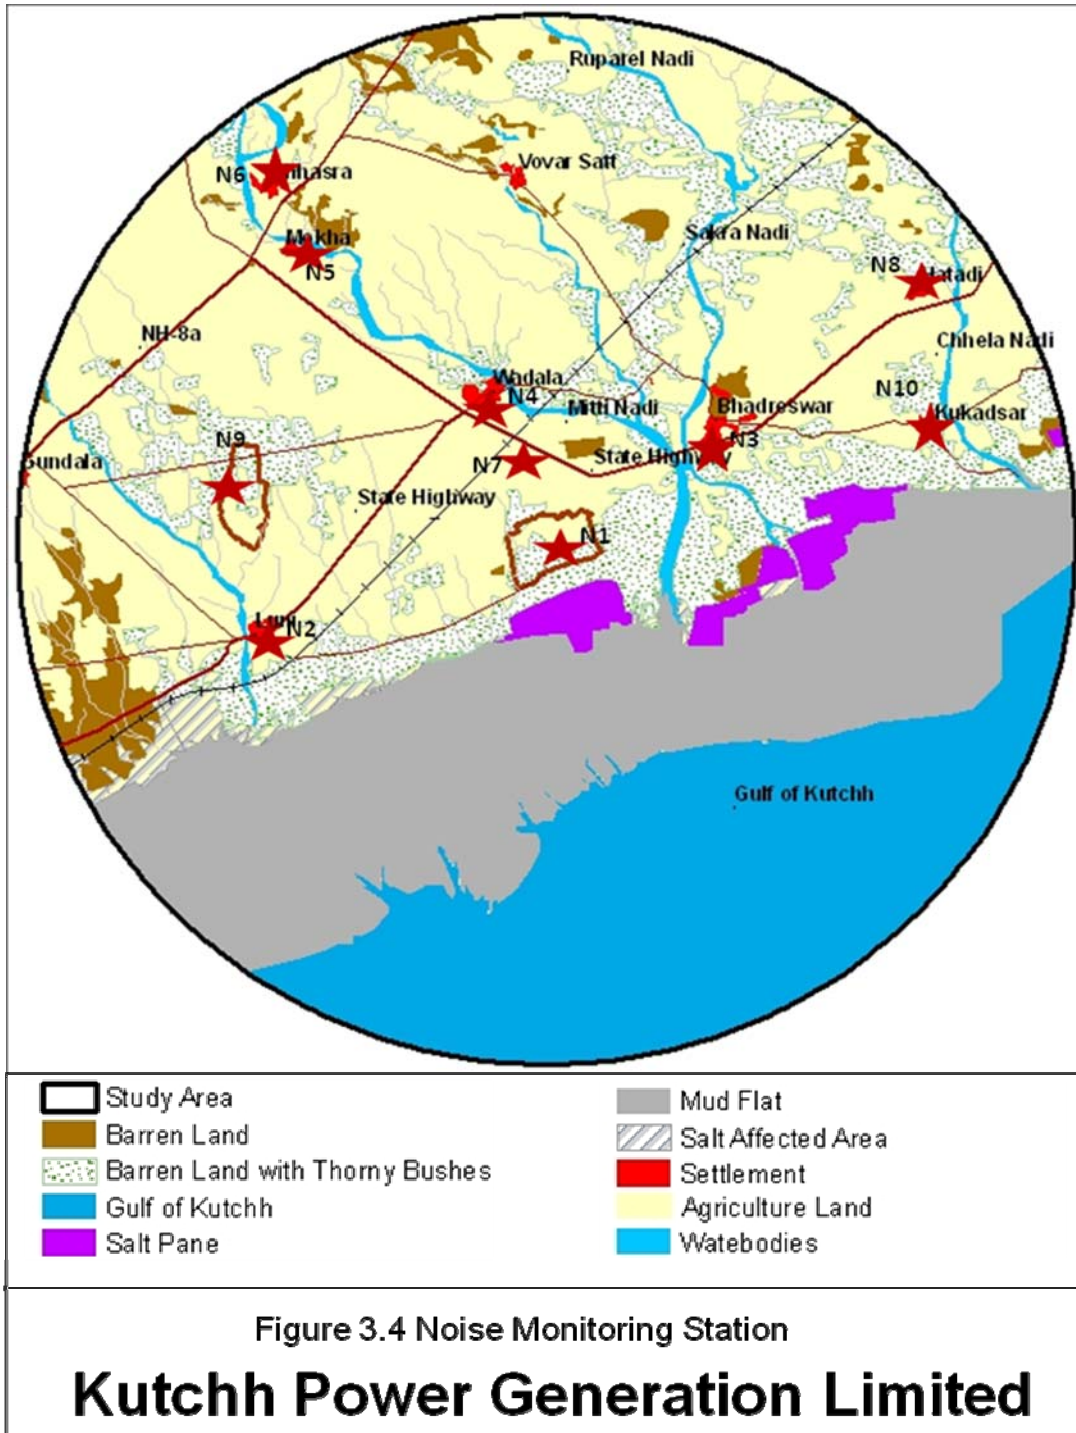 Ruparel Nadi
Vovar Satt
N6
Mokha
N5
Sakra Nadi
N8
NH-8a
Chhela Nadi
Wadala
N4
Mitti Nadi
N10
Bhadreswar
Kukadsar
N9
N3
State Highway
N7
State Highway
N1
N2
Gulf of Kutchh
Study Area
Barren Land
Barren Land with Thorny Bushes
Gulf of Kutchh
Salt Pane
Mud Flat
Salt Affected Area
Settlement
Agriculture Land
Watebodies
Figure 3.4 Noise Monitoring Station
Kutchh Power Generation Limited